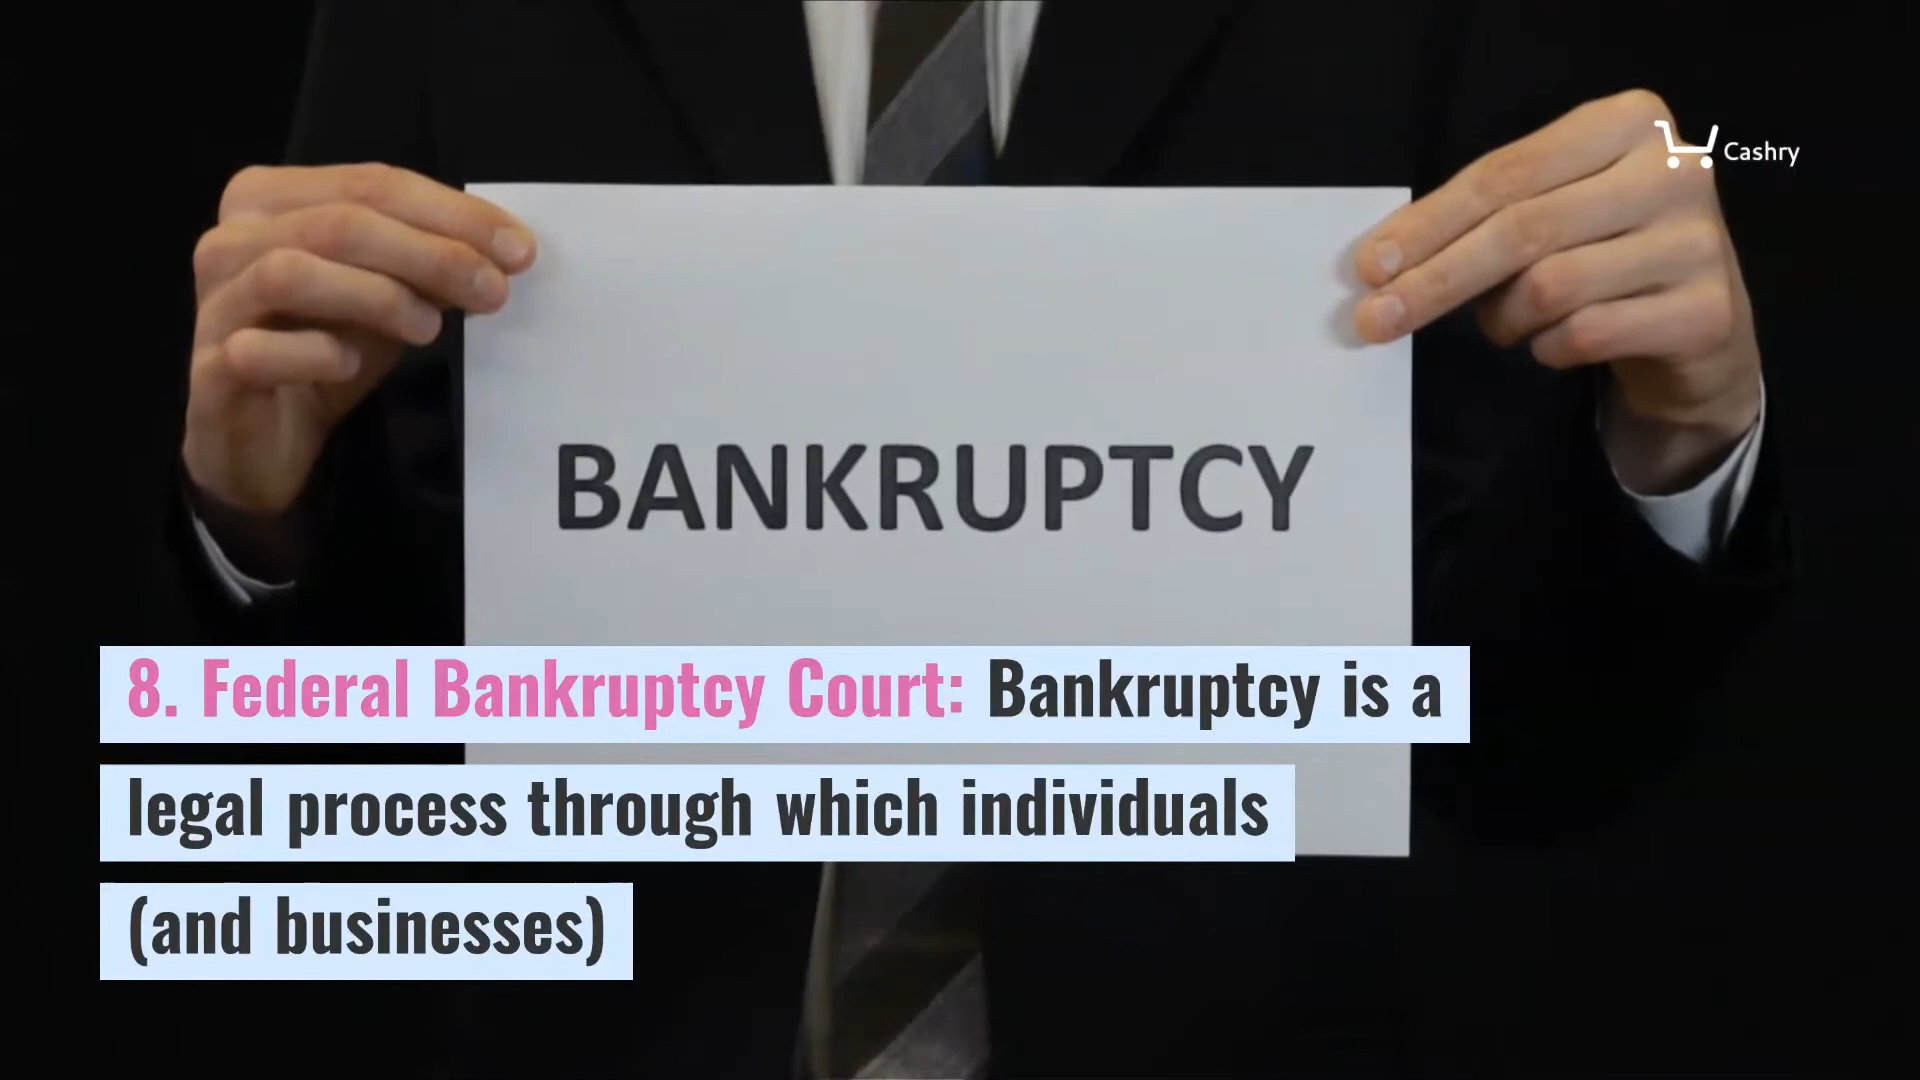 Cashry
BANKRUPTCY
8. Federal Bankruptcy Court: Bankruptcy is a
legal process through which individuals
(and businesses)